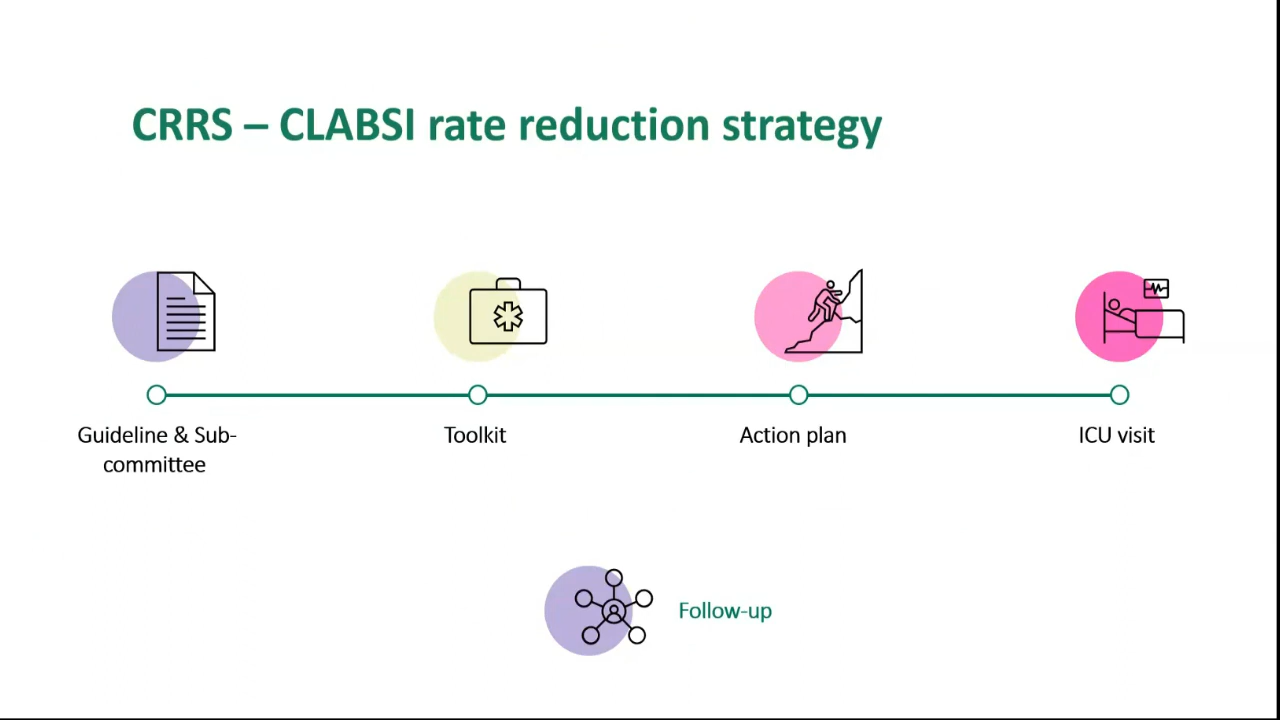 CRRS – CLABSI rate reduction strategy
Guideline & Sub-
committee
Toolkit
Action plan
ICU visit
Follow-up